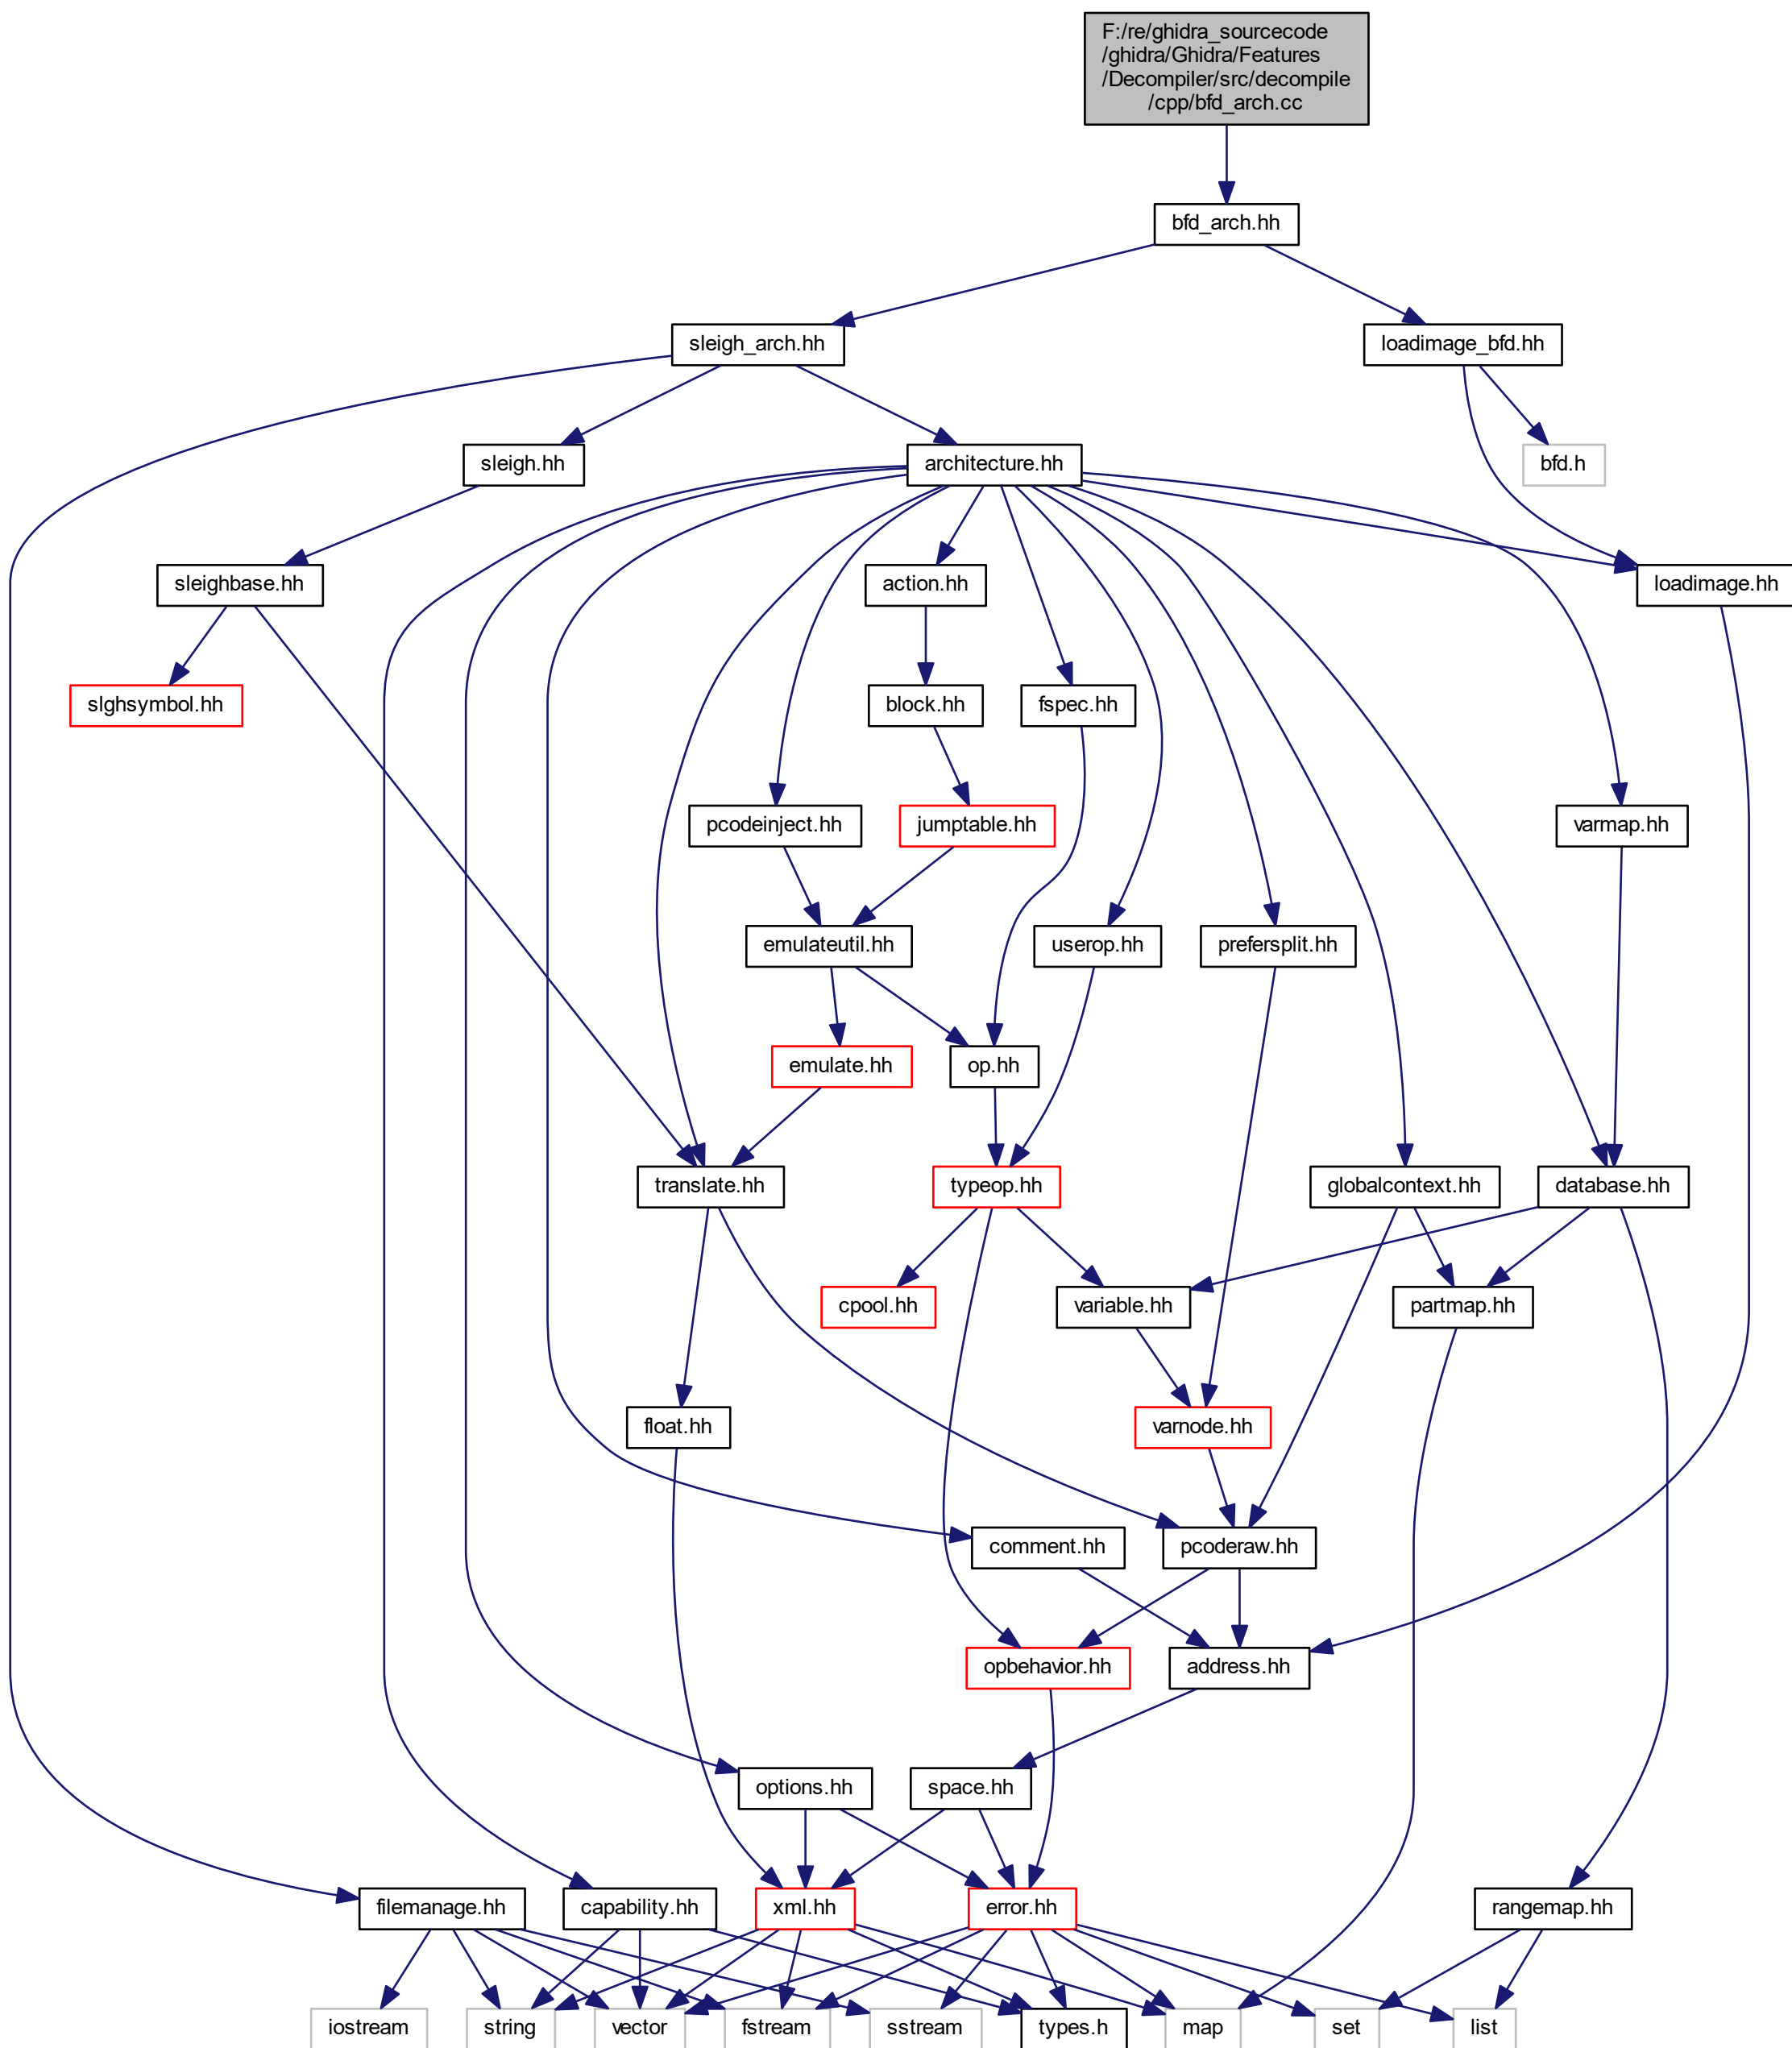 F:/re/ghidra_sourcecode
/ghidra/Ghidra/Features
/Decompiler/src/decompile
/cpp/bfd_arch.cc
bfd_arch.hh
sleigh_arch.hh
loadimage_bfd.hh
sleigh.hh
architecture.hh
bfd.h
sleighbase.hh
action.hh
loadimage.hh
slghsymbol.hh
block.hh
fspec.hh
pcodeinject.hh
jumptable.hh
varmap.hh
emulateutil.hh
userop.hh
prefersplit.hh
emulate.hh
op.hh
translate.hh
typeop.hh
globalcontext.hh
database.hh
cpool.hh
variable.hh
partmap.hh
float.hh
varnode.hh
comment.hh
pcoderaw.hh
opbehavior.hh
address.hh
options.hh
space.hh
filemanage.hh
capability.hh
xml.hh
error.hh
rangemap.hh
iostream
string
vector
fstream
sstream
types.h
map
set
list